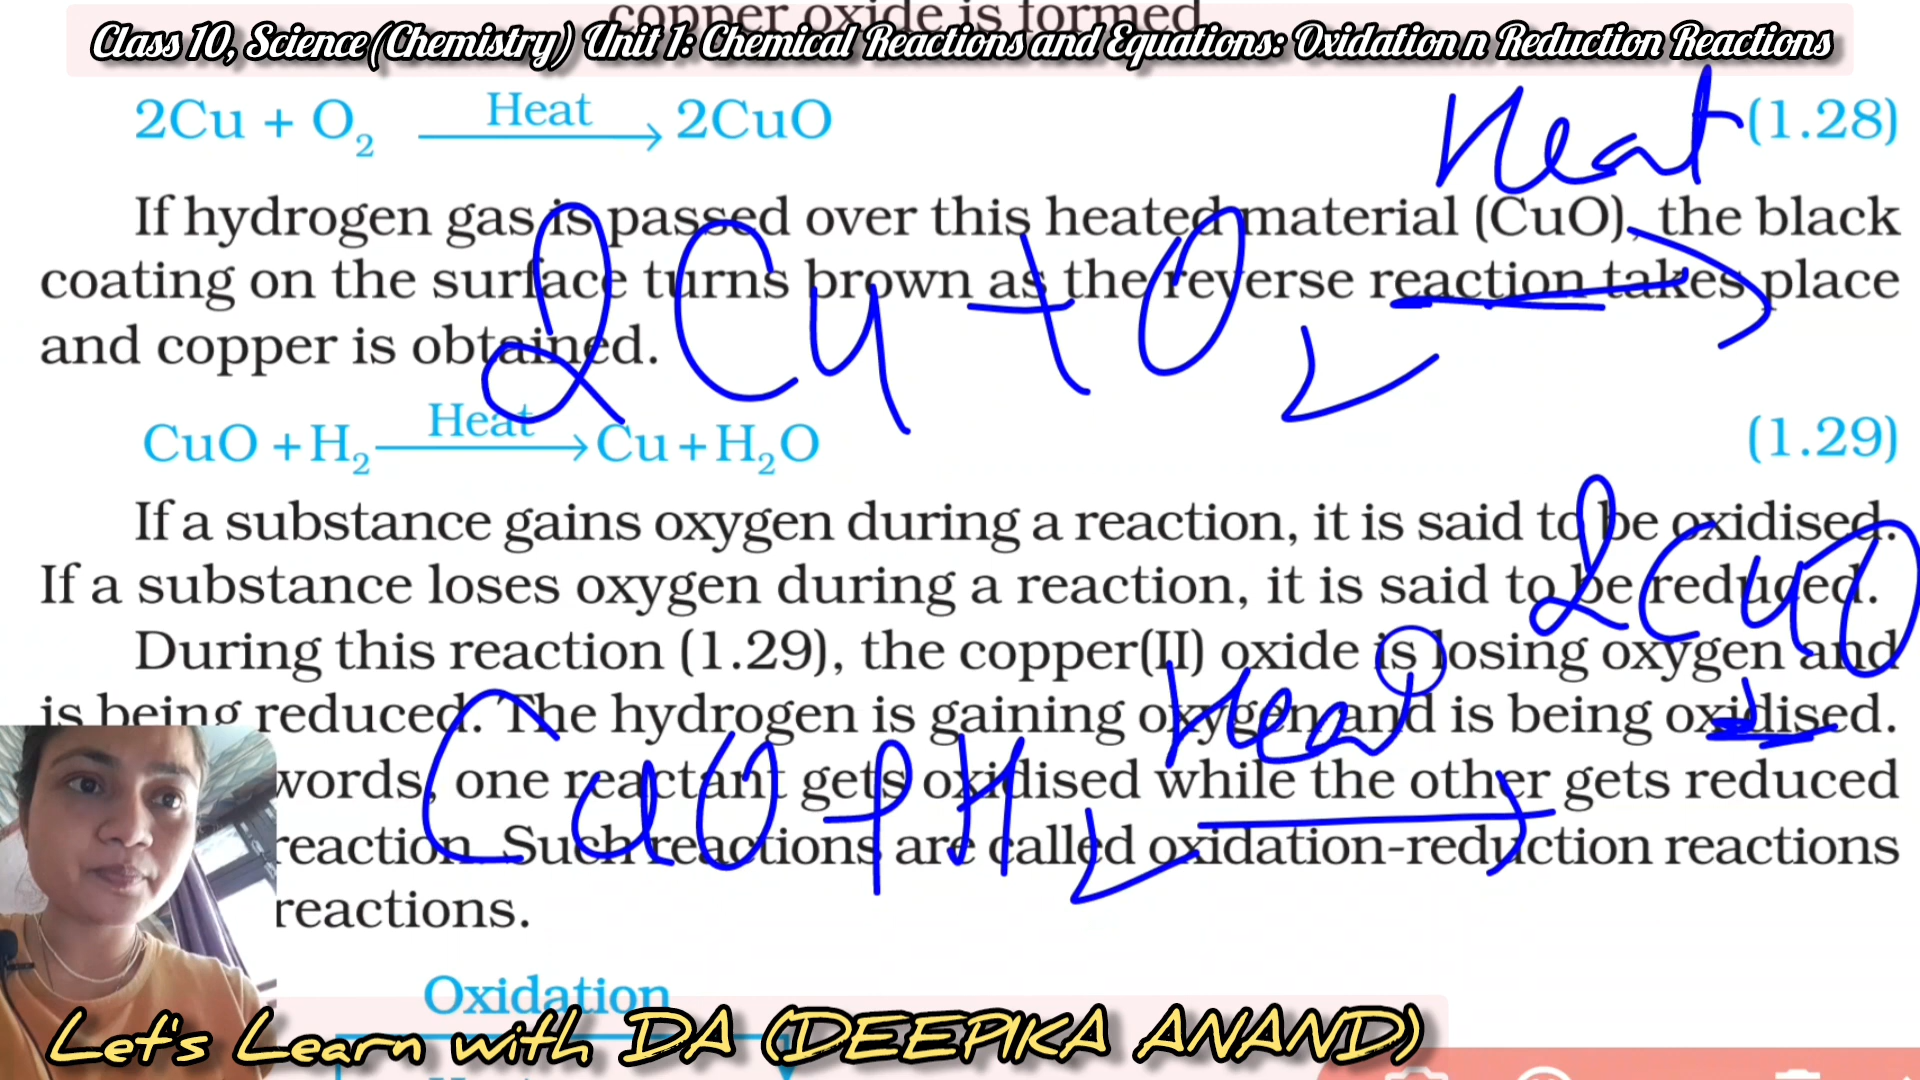 copper oxide is formed.
Class 10, Science(Chemistry) Unit 1: Chemical Reactions and Equations: Oxidation n Reduction Reactions
2Cu + O₂ Heat → 2CuO (1.28)
Heat
If hydrogen gas is passed over this heated material (CuO), the black
coating on the surface turns brown as the reverse reaction takes place
and copper is obtained.
2Cu + O₂ →
CuO + H₂ Heat → Cu + H₂O (1.29)
If a substance gains oxygen during a reaction, it is said to be oxidised.
If a substance loses oxygen during a reaction, it is said to be reduced.
2CuO
During this reaction (1.29), the copper(II) oxide is losing oxygen and
is being reduced. The hydrogen is gaining oxygen and is being oxidised.
Heat
CuO + H₂ →
words, one reactant gets oxidised while the other gets reduced
reaction. Such reactions are called oxidation-reduction reactions
reactions.
Oxidation
Let's Learn with DA (DEEPIKA ANAND)